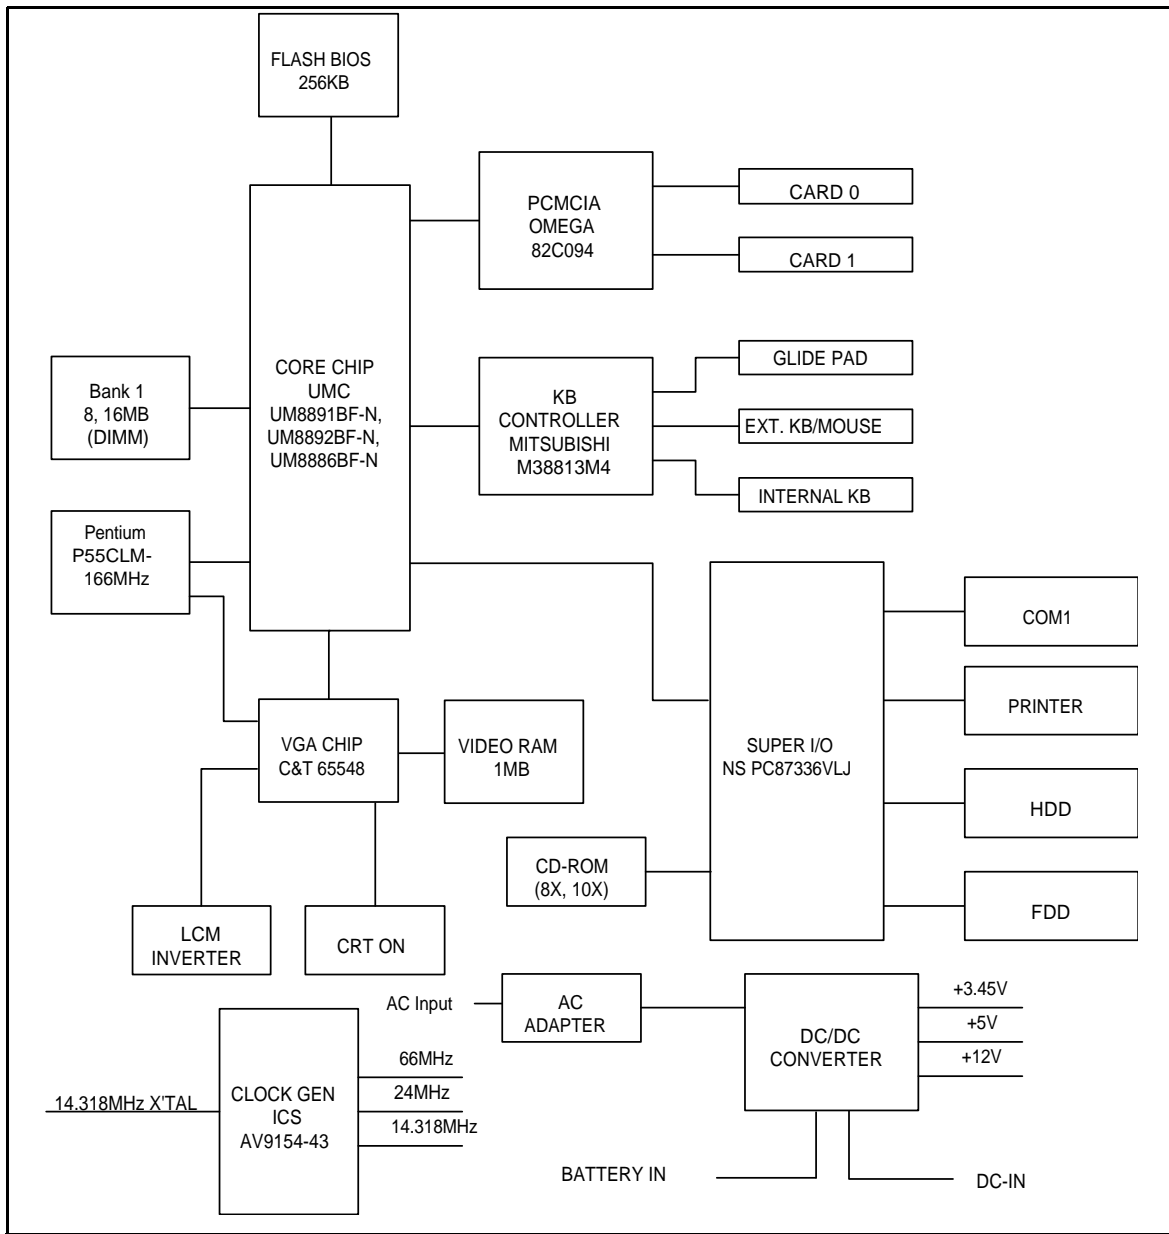 FLASH BIOS
256KB
PCMCIA
OMEGA
82C094
CARD 0
CARD 1
CORE CHIP
UMC
UM8891BF-N,
UM8892BF-N,
UM8886BF-N
Bank 1
8, 16MB
(DIMM)
KB
CONTROLLER
MITSUBISHI
M38813M4
GLIDE PAD
EXT. KB/MOUSE
INTERNAL KB
Pentium
P55CLM-
166MHz
COM1
PRINTER
VGA CHIP
C&T 65548
VIDEO RAM
1MB
SUPER I/O
NS PC87336VLJ
HDD
CD-ROM
(8X, 10X)
FDD
LCM
INVERTER
CRT ON
AC Input
AC
ADAPTER
DC/DC
CONVERTER
+3.45V
+5V
+12V
14.318MHz X'TAL
CLOCK GEN
ICS
AV9154-43
66MHz
24MHz
14.318MHz
BATTERY IN
DC-IN